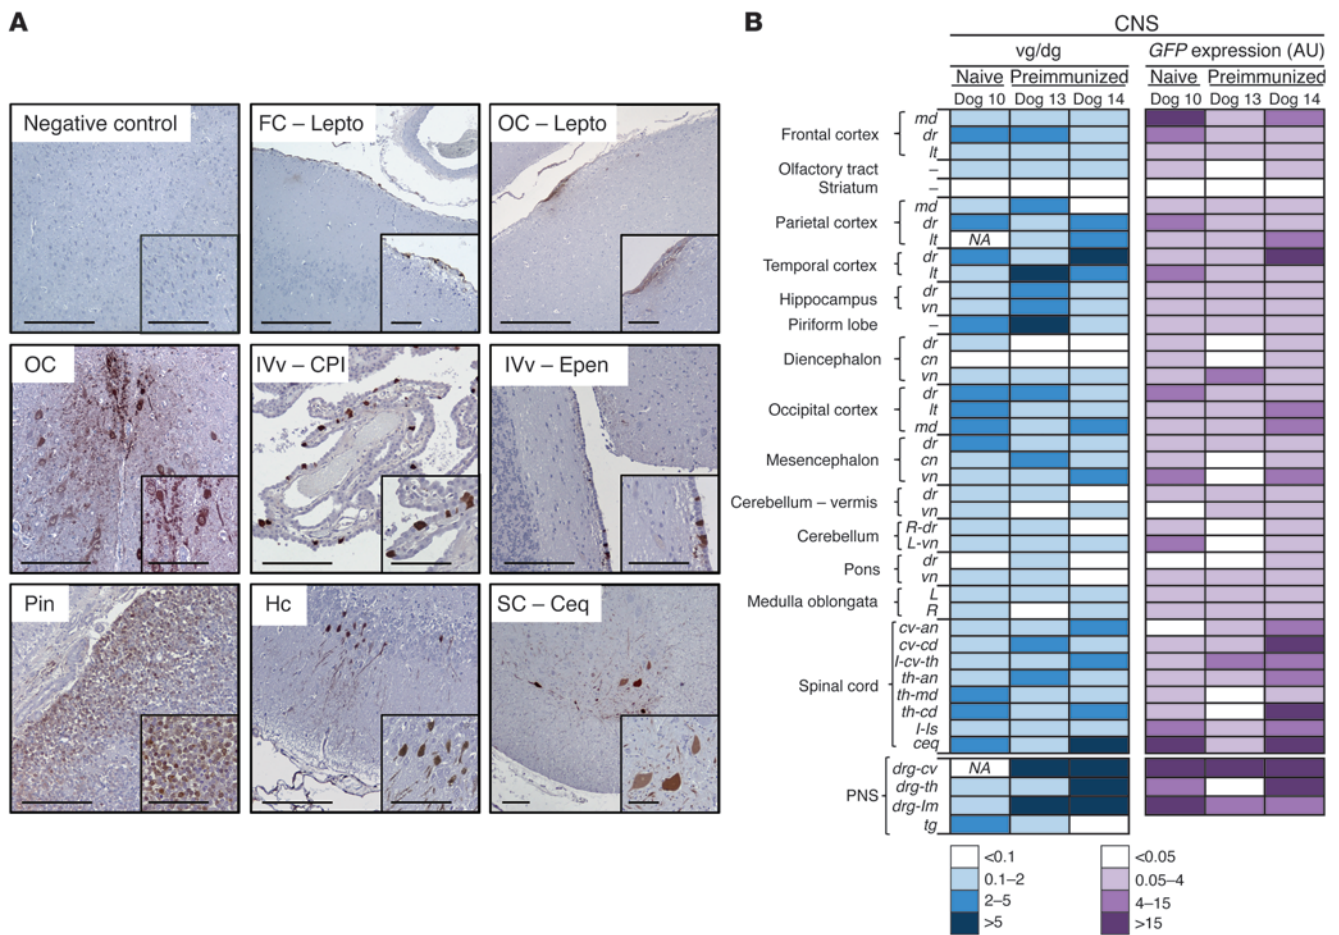 A
Negative control
FC – Lepto
OC – Lepto
OC
IVv – CPl
IVv – Epen
Pin
Hc
SC – Ceq
B
CNS
vg/dg
GFP expression (AU)
Naive Preimmunized
Naive Preimmunized
Dog 10 Dog 13 Dog 14
Dog 10 Dog 13 Dog 14
Frontal cortex
md
dr
lt
Olfactory tract
–
Striatum
–
Parietal cortex
md
dr
lt
NA
Temporal cortex
dr
lt
Hippocampus
dr
vn
Piriform lobe
–
Diencephalon
dr
cn
vn
Occipital cortex
dr
lt
md
Mesencephalon
dr
cn
vn
Cerebellum – vermis
dr
vn
Cerebellum
R-dr
L-vn
Pons
dr
vn
Medulla oblongata
L
R
Spinal cord
cv-an
cv-cd
l-cv-th
th-an
th-md
th-cd
l-ls
ceq
PNS
drg-cv
NA
drg-th
drg-lm
tg
<0.1
0.1–2
2–5
>5
<0.05
0.05–4
4–15
>15